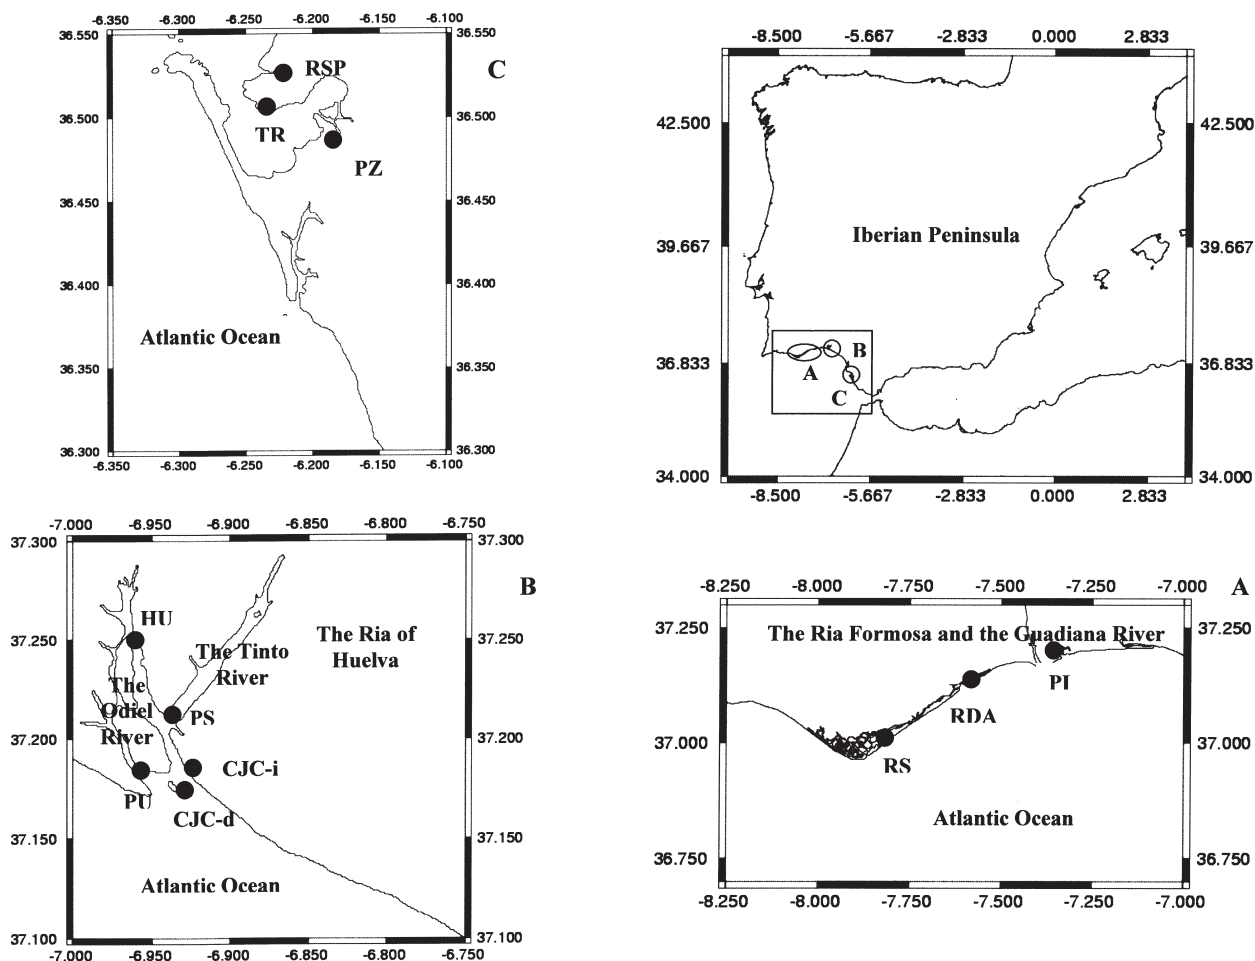 -6.350 -6.300 -6.250 -6.200 -6.150 -6.100
36.550 36.550
C
RSP
36.500 36.500
TR
PZ
36.450 36.450
36.400 36.400
Atlantic Ocean
36.350 36.350
36.300 36.300
-6.350 -6.300 -6.250 -6.200 -6.150 -6.100
-8.500 -5.667 -2.833 0.000 2.833
42.500 42.500
Iberian Peninsula
39.667 39.667
B
36.833 36.833
A
C
34.000 34.000
-8.500 -5.667 -2.833 0.000 2.833
-7.000 -6.950 -6.900 -6.850 -6.800 -6.750
37.300 37.300
B
HU
The Ria of
Huelva
37.250 37.250
The Tinto
River
The
Odiel
River
PS
37.200 37.200
CJC-i
PU
CJC-d
37.150 37.150
Atlantic Ocean
37.100 37.100
-7.000 -6.950 -6.900 -6.850 -6.800 -6.750
-8.250 -8.000 -7.750 -7.500 -7.250 -7.000
A
37.250 37.250
The Ria Formosa and the Guadiana River
PI
RDA
37.000 37.000
RS
Atlantic Ocean
36.750 36.750
-8.250 -8.000 -7.750 -7.500 -7.250 -7.000